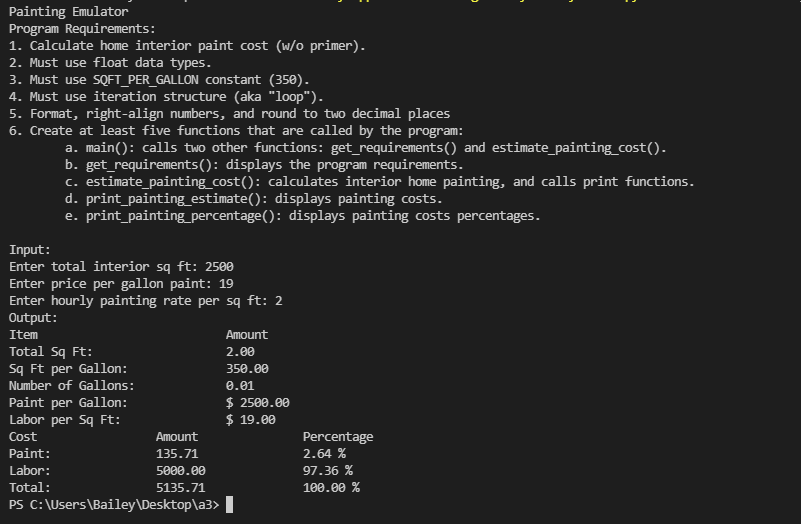 Painting Emulator
Program Requirements:
1. Calculate home interior paint cost (w/o primer).
2. Must use float data types.
3. Must use SQFT_PER_GALLON constant (350).
4. Must use iteration structure (aka "loop").
5. Format, right-align numbers, and round to two decimal places
6. Create at least five functions that are called by the program:
a. main(): calls two other functions: get_requirements() and estimate_painting_cost().
b. get_requirements(): displays the program requirements.
c. estimate_painting_cost(): calculates interior home painting, and calls print functions.
d. print_painting_estimate(): displays painting costs.
e. print_painting_percentage(): displays painting costs percentages.
Input:
Enter total interior sq ft: 2500
Enter price per gallon paint: 19
Enter hourly painting rate per sq ft: 2
Output:
Item Amount
Total Sq Ft: 2.00
Sq Ft per Gallon: 350.00
Number of Gallons: 0.01
Paint per Gallon: $ 2500.00
Labor per Sq Ft: $ 19.00
Cost Amount Percentage
Paint: 135.71 2.64 %
Labor: 5000.00 97.36 %
Total: 5135.71 100.00 %
PS C:\Users\Bailey\Desktop\a3>